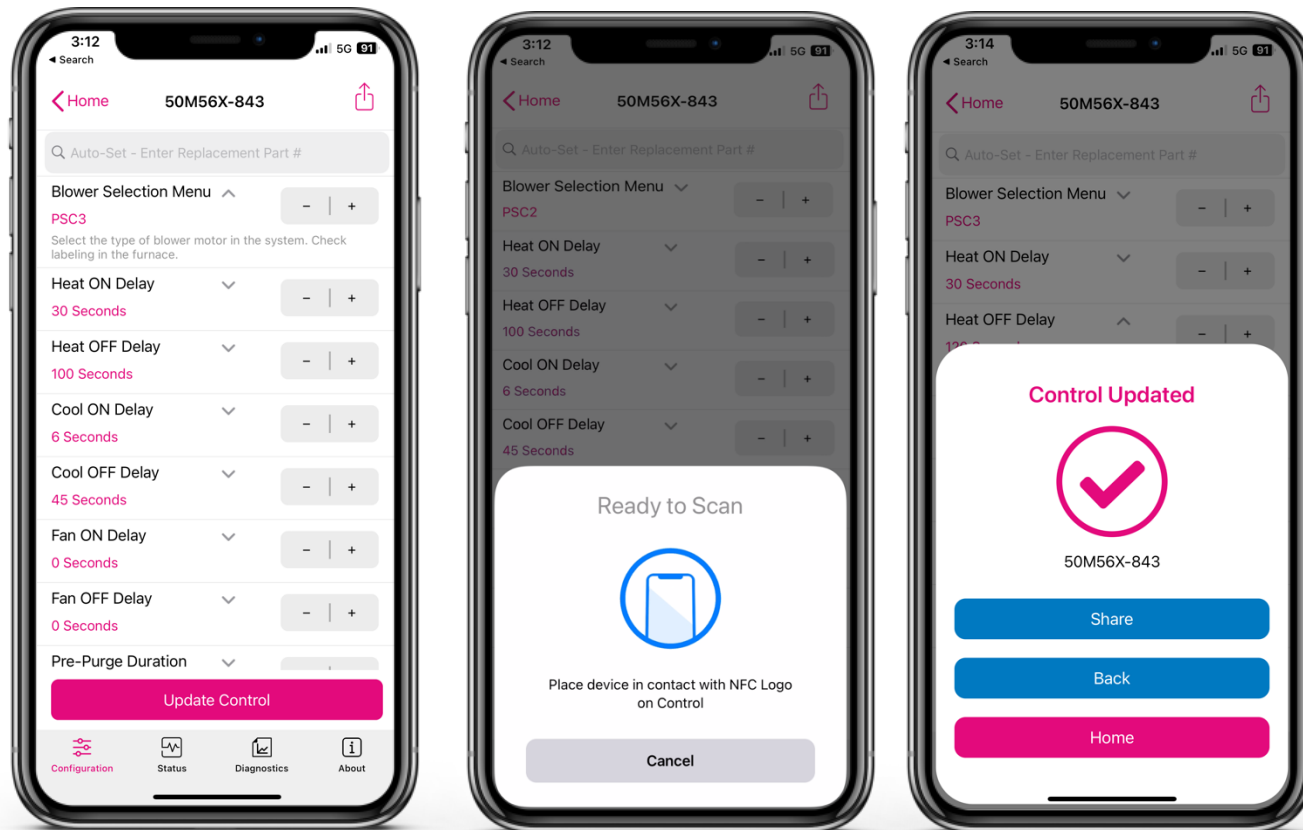 3:12
5G 91
Search
Home
50M56X-843
Auto-Set - Enter Replacement Part #
Blower Selection Menu
PSC3
- +
Select the type of blower motor in the system. Check
labeling in the furnace.
Heat ON Delay
30 Seconds
- +
Heat OFF Delay
100 Seconds
- +
Cool ON Delay
6 Seconds
- +
Cool OFF Delay
45 Seconds
- +
Fan ON Delay
0 Seconds
- +
Fan OFF Delay
0 Seconds
- +
Pre-Purge Duration
Update Control
Configuration
Status
Diagnostics
About
3:12
5G 91
Search
Home
50M56X-843
Auto-Set - Enter Replacement Part #
Blower Selection Menu
PSC2
- +
Heat ON Delay
30 Seconds
- +
Heat OFF Delay
100 Seconds
- +
Cool ON Delay
6 Seconds
- +
Cool OFF Delay
45 Seconds
- +
Ready to Scan
Place device in contact with NFC Logo
on Control
Cancel
3:14
5G 91
Search
Home
50M56X-843
Auto-Set - Enter Replacement Part #
Blower Selection Menu
PSC3
- +
Heat ON Delay
30 Seconds
- +
Heat OFF Delay
- +
Control Updated
50M56X-843
Share
Back
Home